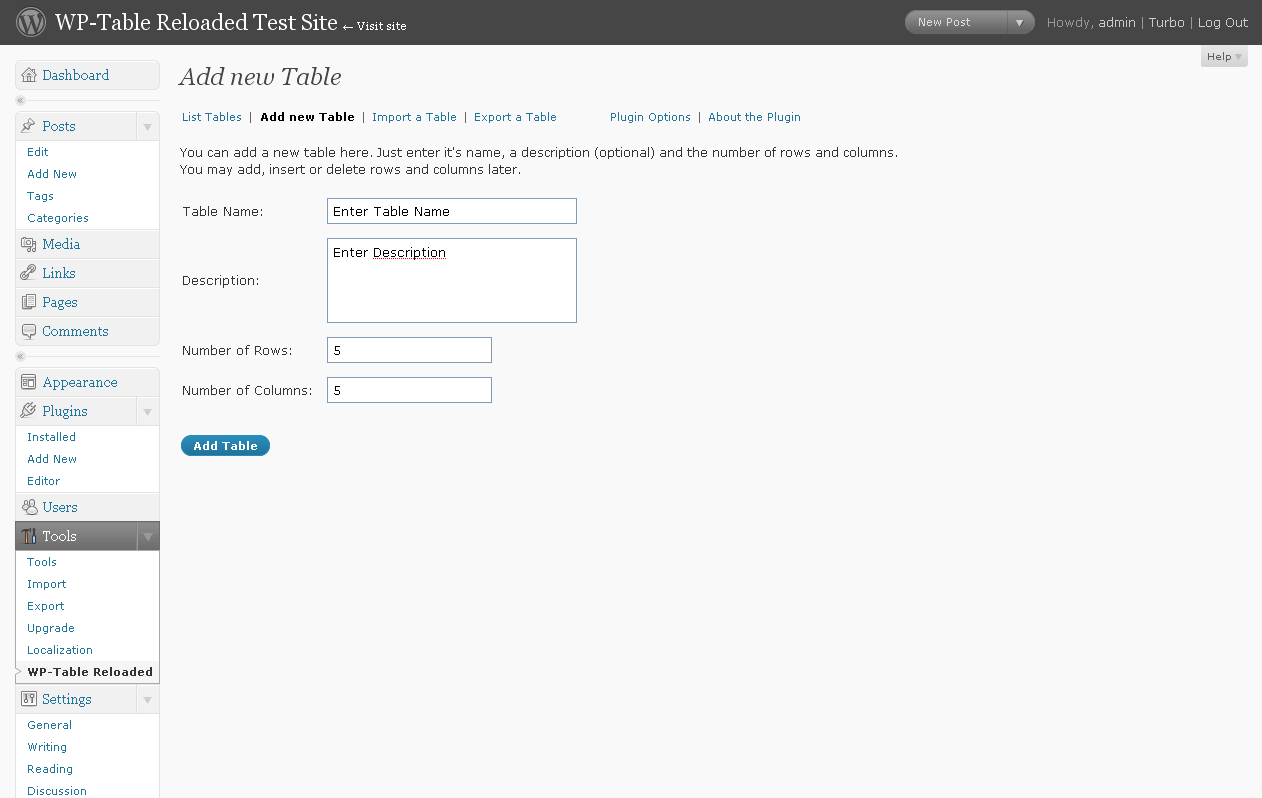 WP-Table Reloaded Test Site ← Visit site
New Post
Howdy, admin | Turbo | Log Out
Help
Dashboard
Posts
Edit
Add New
Tags
Categories
Media
Links
Pages
Comments
Appearance
Plugins
Installed
Add New
Editor
Users
Tools
Tools
Import
Export
Upgrade
Localization
WP-Table Reloaded
Settings
General
Writing
Reading
Discussion
Add new Table
List Tables | Add new Table | Import a Table | Export a Table Plugin Options | About the Plugin
You can add a new table here. Just enter it's name, a description (optional) and the number of rows and columns.
You may add, insert or delete rows and columns later.
Table Name: Enter Table Name
Description: Enter Description
Number of Rows: 5
Number of Columns: 5
Add Table